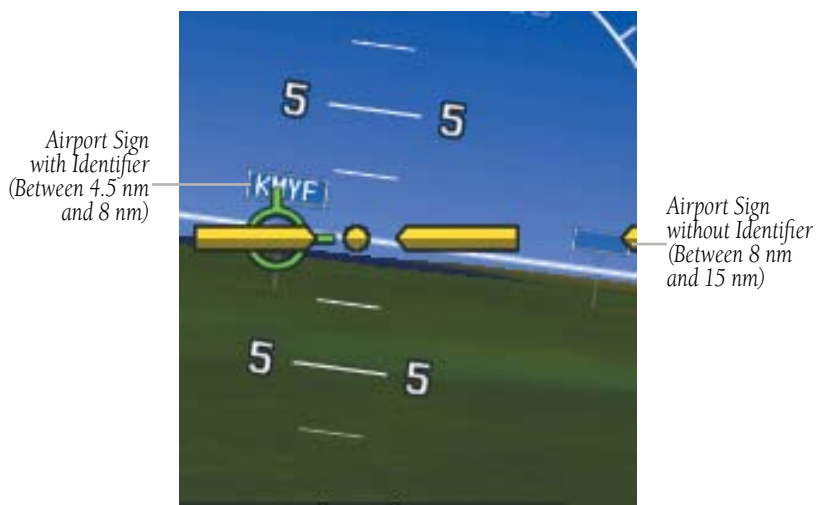 5
5
Airport Sign
with Identifier
(Between 4.5 nm
and 8 nm)
KMYF
Airport Sign
without Identifier
(Between 8 nm
and 15 nm)
5
5